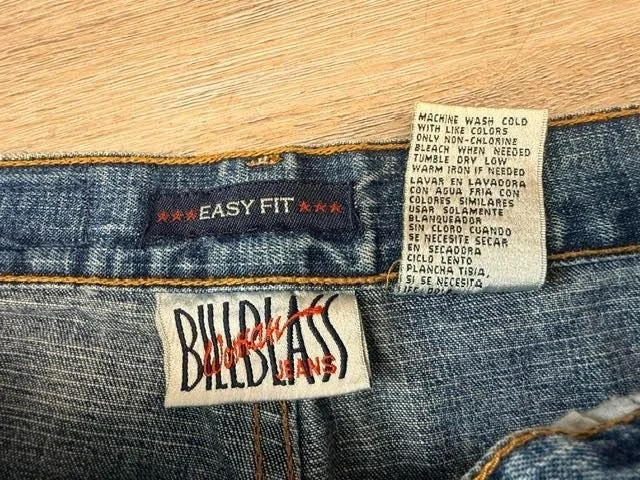 ★★★EASY FIT★★★
BILLBLASS
Woman
JEANS
MACHINE WASH COLD
WITH LIKE COLORS
ONLY NON-CHLORINE
BLEACH WHEN NEEDED
TUMBLE DRY LOW
WARM IRON IF NEEDED
LAVAR EN LAVADORA
CON AGUA FRIA CON
COLORES SIMILARES
USAR SOLAMENTE
BLANQUEADOR
SIN CLORO CUANDO
SE NECESITE SECAR
EN SECADORA
CICLO LENTO
PLANCHA TIBIA,
SI SE NECESITA